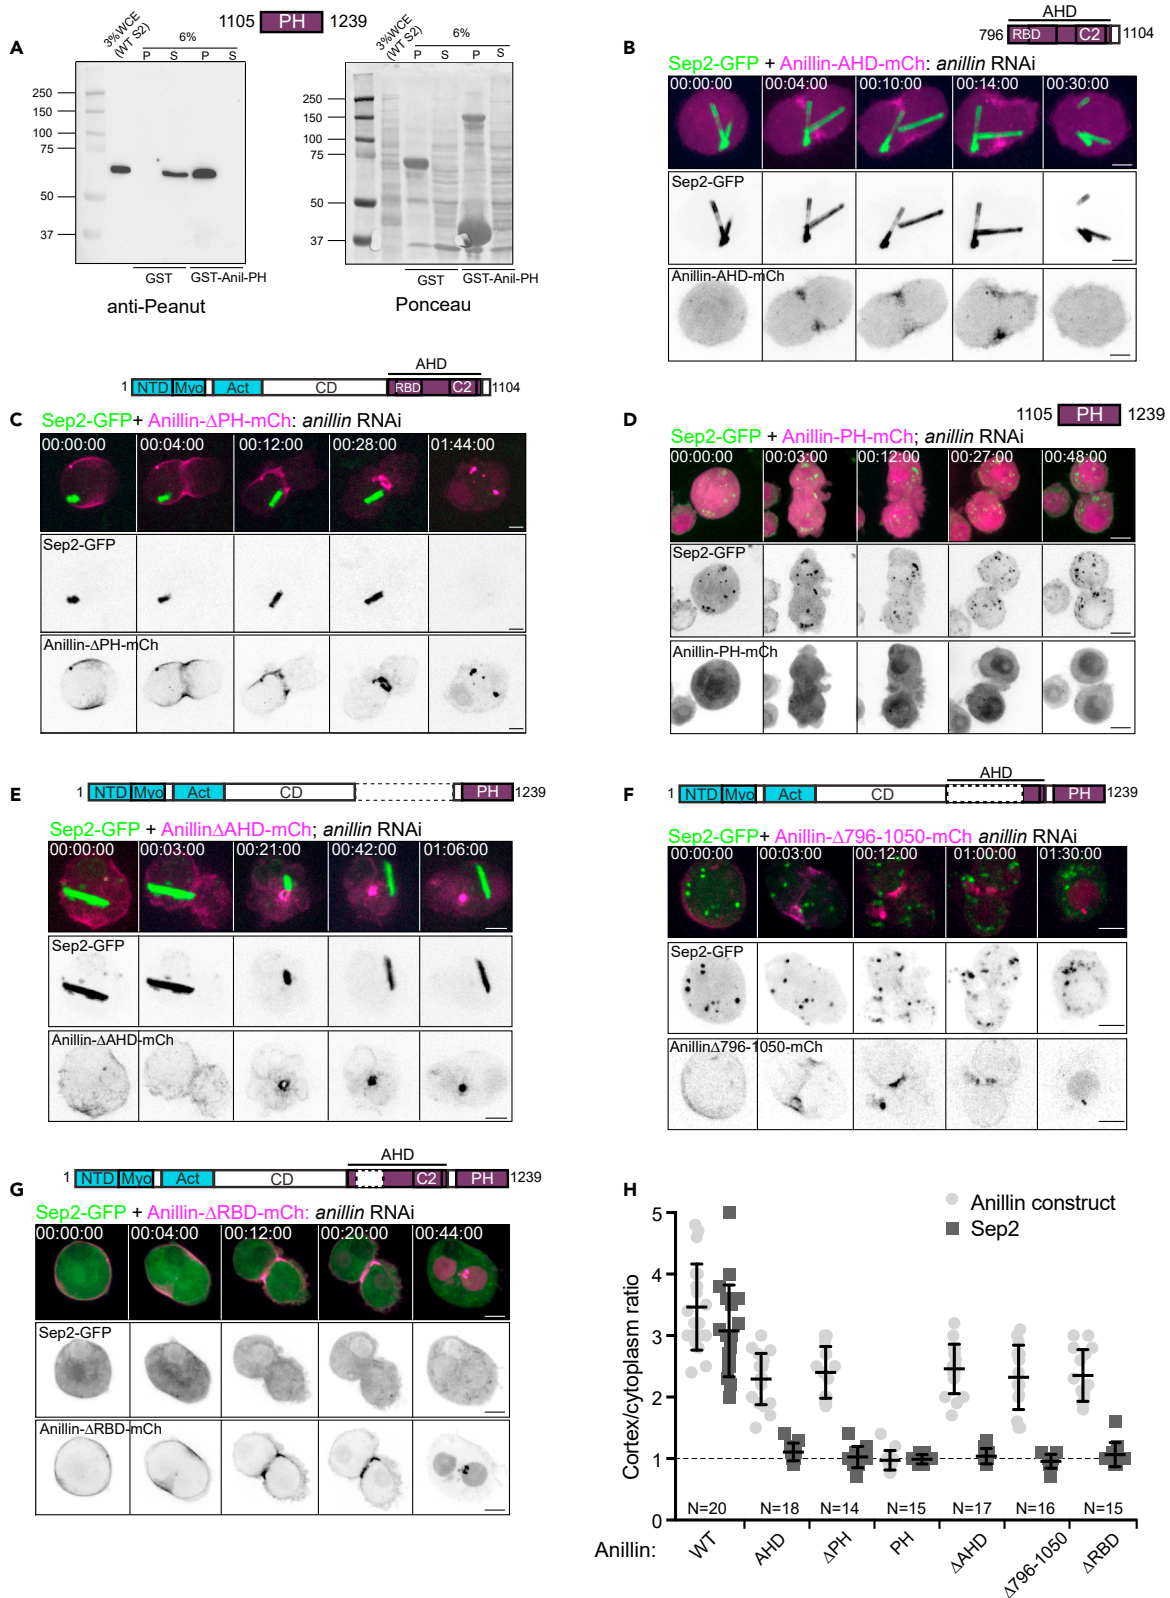 A
1105 PH 1239
3%WCE (WT S2)
6%
P S P S
250
150
100
75
50
37
GST GST-Anil-PH
anti-Peanut
3%WCE (WT S2)
6%
P S P S
250
150
100
75
50
37
GST GST-Anil-PH
Ponceau
B
AHD
796 RBD C2 1104
Sep2-GFP + Anillin-AHD-mCh: anillin RNAi
00:00:00 00:04:00 00:10:00 00:14:00 00:30:00
Sep2-GFP
Anillin-AHD-mCh
AHD
1 NTD Myo Act CD RBD C2 1104
C
Sep2-GFP+ Anillin-ΔPH-mCh: anillin RNAi
00:00:00 00:04:00 00:12:00 00:28:00 01:44:00
Sep2-GFP
Anillin-ΔPH-mCh
D
1105 PH 1239
Sep2-GFP + Anillin-PH-mCh; anillin RNAi
00:00:00 00:03:00 00:12:00 00:27:00 00:48:00
Sep2-GFP
Anillin-PH-mCh
E
1 NTD Myo Act CD PH 1239
Sep2-GFP + AnillinΔAHD-mCh; anillin RNAi
00:00:00 00:03:00 00:21:00 00:42:00 01:06:00
Sep2-GFP
Anillin-ΔAHD-mCh
F
AHD
1 NTD Myo Act CD PH 1239
Sep2-GFP+ Anillin-Δ796-1050-mCh anillin RNAi
00:00:00 00:03:00 00:12:00 01:00:00 01:30:00
Sep2-GFP
AnillinΔ796-1050-mCh
G
AHD
1 NTD Myo Act CD C2 PH 1239
Sep2-GFP + Anillin-ΔRBD-mCh: anillin RNAi
00:00:00 00:04:00 00:12:00 00:20:00 00:44:00
Sep2-GFP
Anillin-ΔRBD-mCh
H
Anillin construct
Sep2
Cortex/cytoplasm ratio
5
4
3
2
1
0
N=20 N=18 N=14 N=15 N=17 N=16 N=15
Anillin: WT AHD ΔPH PH ΔAHD Δ796-1050 ΔRBD